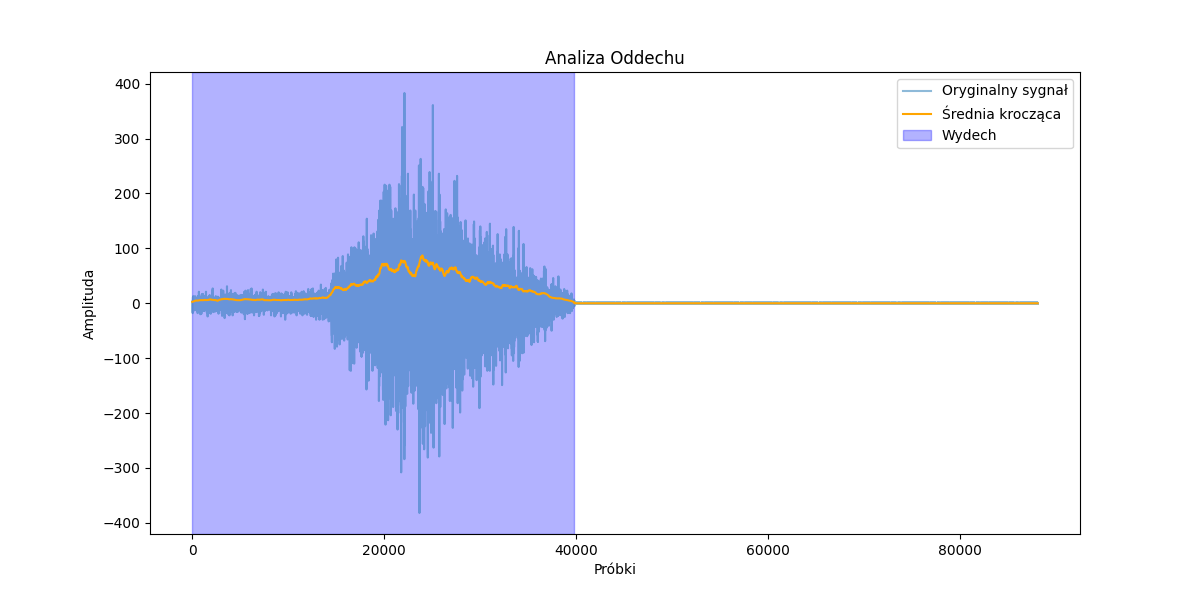 Analiza Oddechu
Oryginalny sygnał
Średnia krocząca
Wydech
Amplituda
400
300
200
100
0
−100
−200
−300
−400
0
20000
40000
60000
80000
Próbki